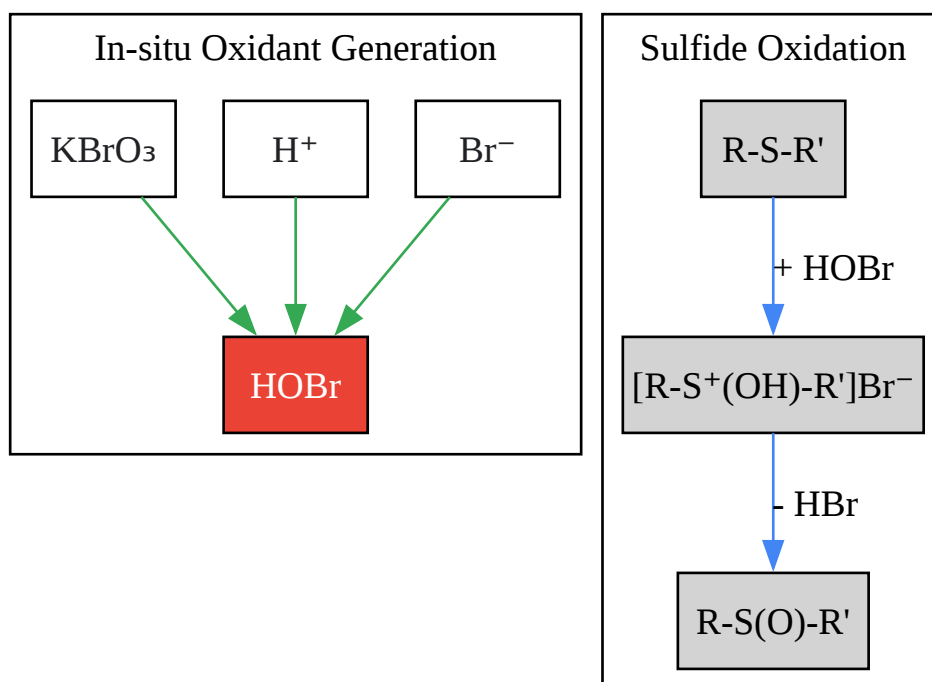 In-situ Oxidant Generation
KBrO₃
H⁺
Br⁻
HOBr
Sulfide Oxidation
R-S-R'
+ HOBr
[R-S⁺(OH)-R']Br⁻
- HBr
R-S(O)-R'